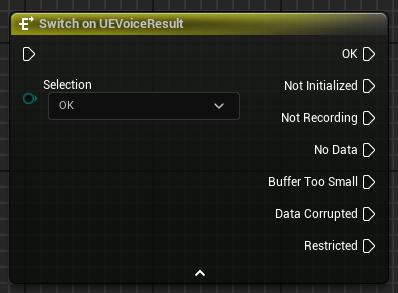 Switch on UEVoiceResult
OK
Selection
OK
Not Initialized
Not Recording
No Data
Buffer Too Small
Data Corrupted
Restricted